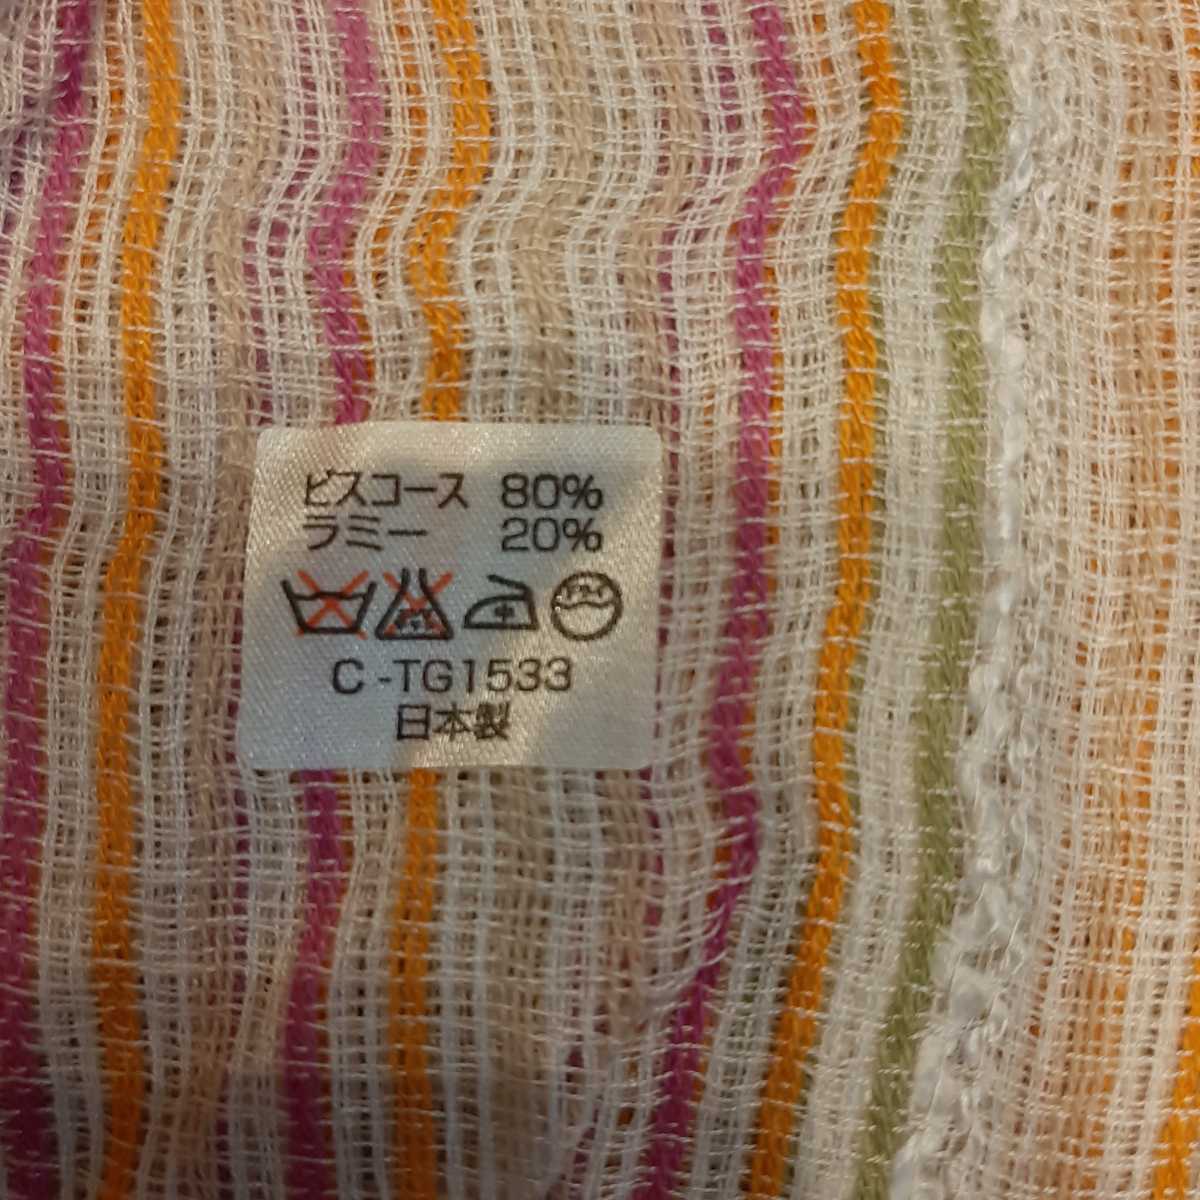 ビスコース 80%
ラミー 20%
C-TG1533
日本製